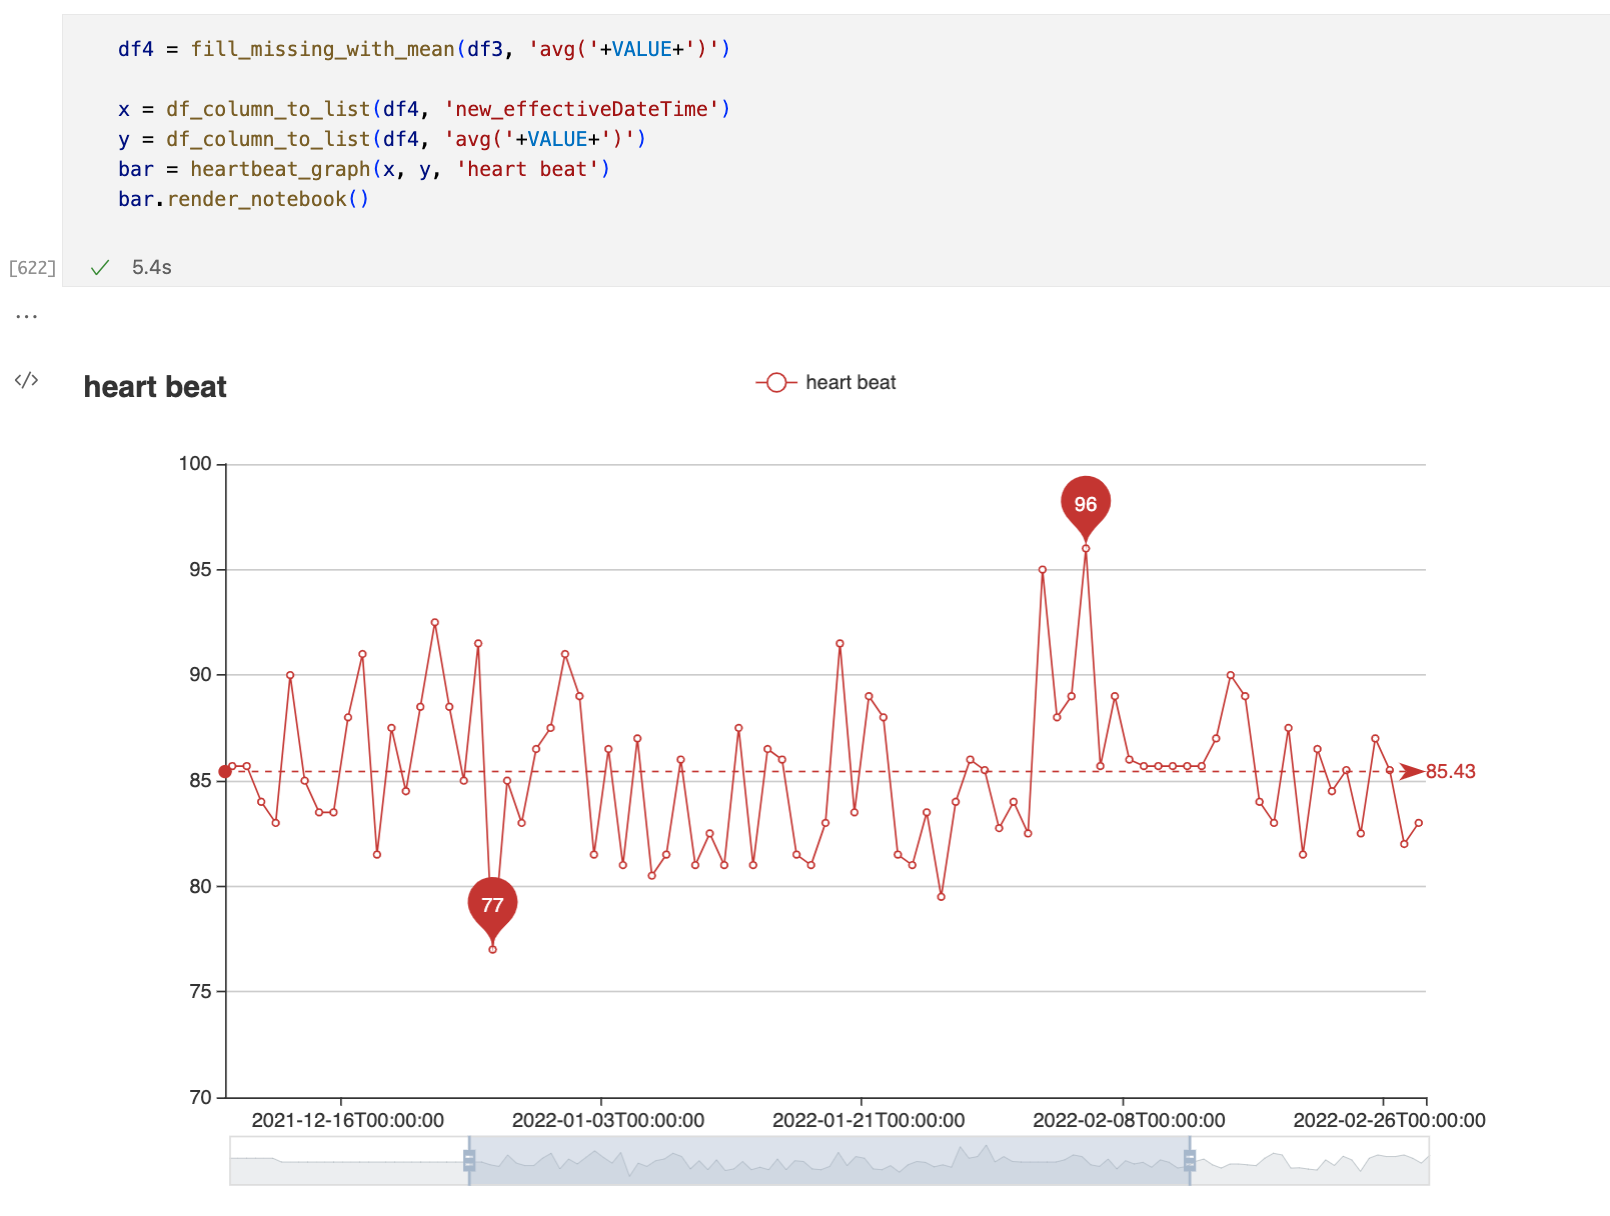 df4 = fill_missing_with_mean(df3, 'avg('+VALUE+')')
x = df_column_to_list(df4, 'new_effectiveDateTime')
y = df_column_to_list(df4, 'avg('+VALUE+')')
bar = heartbeat_graph(x, y, 'heart beat')
bar.render_notebook()
[622] ✓ 5.4s
...
</> heart beat
heart beat
100
96
95
90
85
85.43
80
77
75
70
2021-12-16T00:00:00 2022-01-03T00:00:00 2022-01-21T00:00:00 2022-02-08T00:00:00 2022-02-26T00:00:00